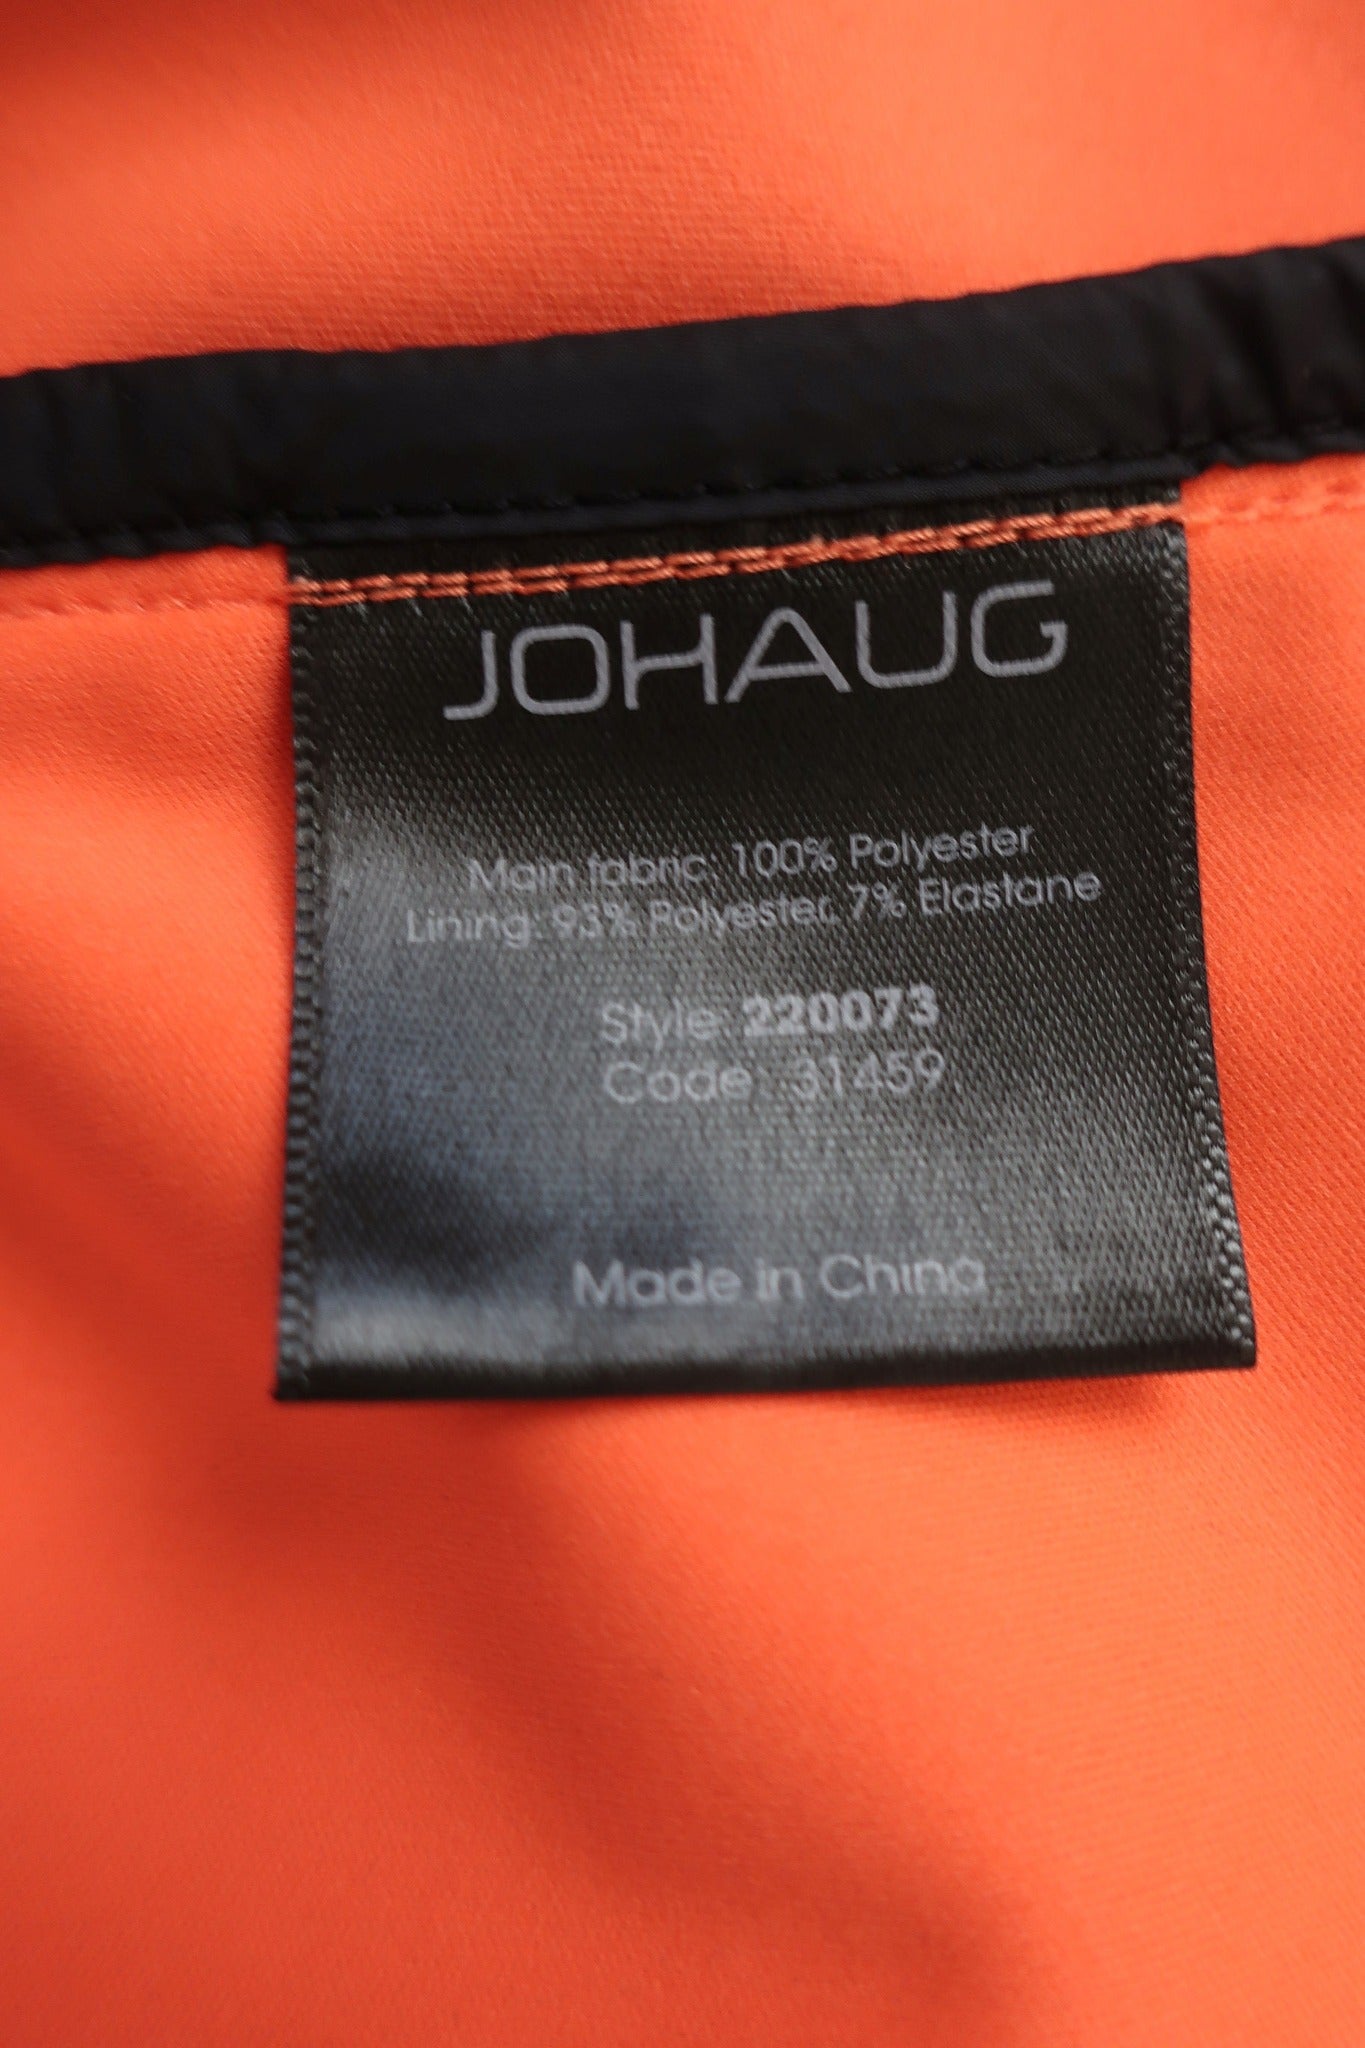 JOHAUG
Main fabric: 100% Polyester
Lining: 93% Polyester, 7% Elastane
Style: 220073
Code: 31459
Made in China